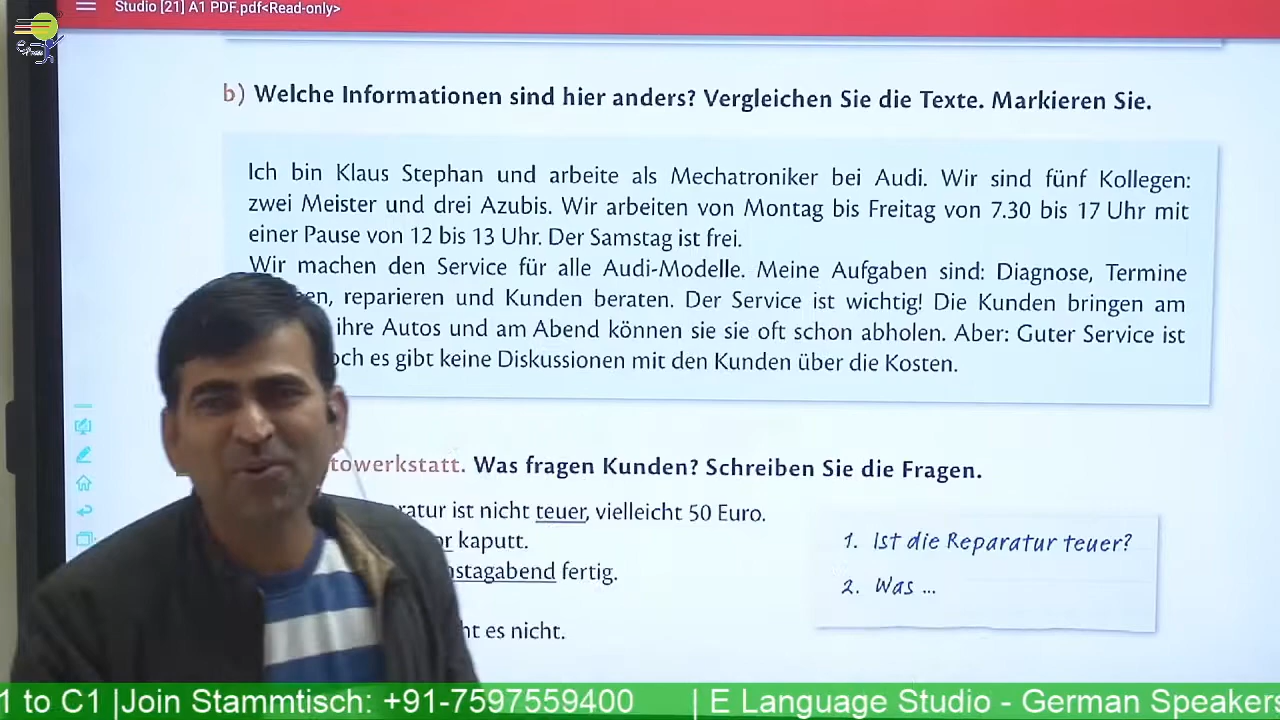 Studio [21] A1 PDF.pdf<Read-only>
b) Welche Informationen sind hier anders? Vergleichen Sie die Texte. Markieren Sie.
Ich bin Klaus Stephan und arbeite als Mechatroniker bei Audi. Wir sind fünf Kollegen:
zwei Meister und drei Azubis. Wir arbeiten von Montag bis Freitag von 7.30 bis 17 Uhr mit
einer Pause von 12 bis 13 Uhr. Der Samstag ist frei.
Wir machen den Service für alle Audi-Modelle. Meine Aufgaben sind: Diagnose, Termine
reparieren und Kunden beraten. Der Service ist wichtig! Die Kunden bringen am
ihre Autos und am Abend können sie sie oft schon abholen. Aber: Guter Service ist
es gibt keine Diskussionen mit den Kunden über die Kosten.
towerkstatt. Was fragen Kunden? Schreiben Sie die Fragen.
ratur ist nicht teuer, vielleicht 50 Euro.
or kaputt.
nstagabend fertig.
ht es nicht.
1. Ist die Reparatur teuer?
2. Was ...
1 to C1 |Join Stammtisch: +91-7597559400 | E Language Studio - German Speakers